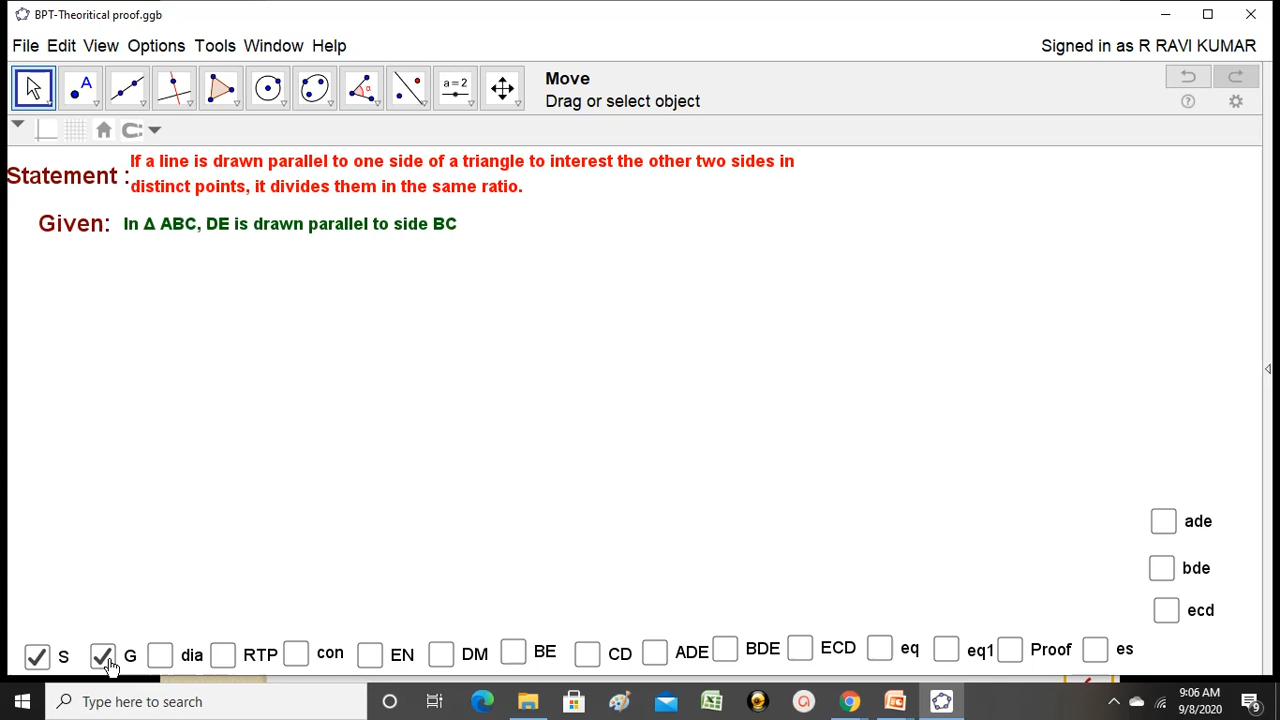 BPT-Theoritical proof.ggb
File Edit View Options Tools Window Help
Signed in as R RAVI KUMAR
A
α
a=2
Move
Drag or select object
Statement :
If a line is drawn parallel to one side of a triangle to interest the other two sides in
distinct points, it divides them in the same ratio.
Given: In Δ ABC, DE is drawn parallel to side BC
ade
bde
ecd
S G dia RTP con EN DM BE CD ADE BDE ECD eq eq1 Proof es
Type here to search
9:06 AM
9/8/2020
9